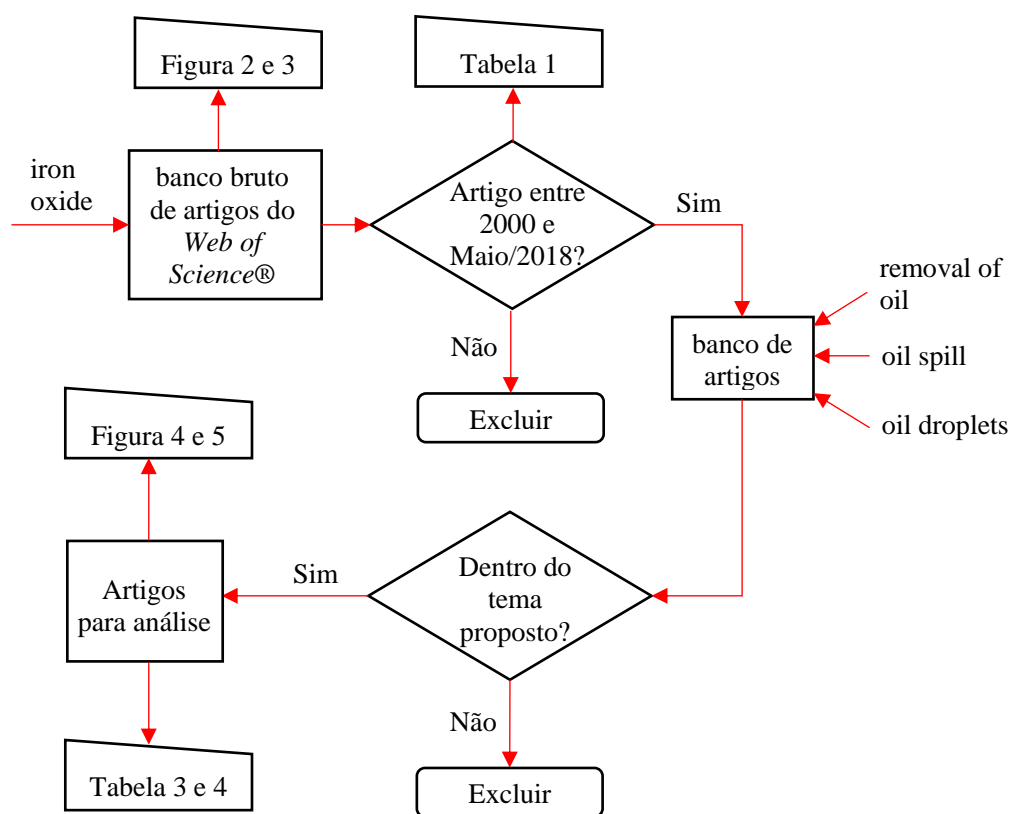 Figura 2 e 3
Tabela 1
iron
oxide
banco bruto
de artigos do
Web of
Science®
Artigo entre
2000 e
Maio/2018?
Sim
Não
Excluir
removal of
oil
banco de
artigos
oil spill
oil droplets
Figura 4 e 5
Artigos
para análise
Sim
Dentro do
tema
proposto?
Não
Tabela 3 e 4
Excluir